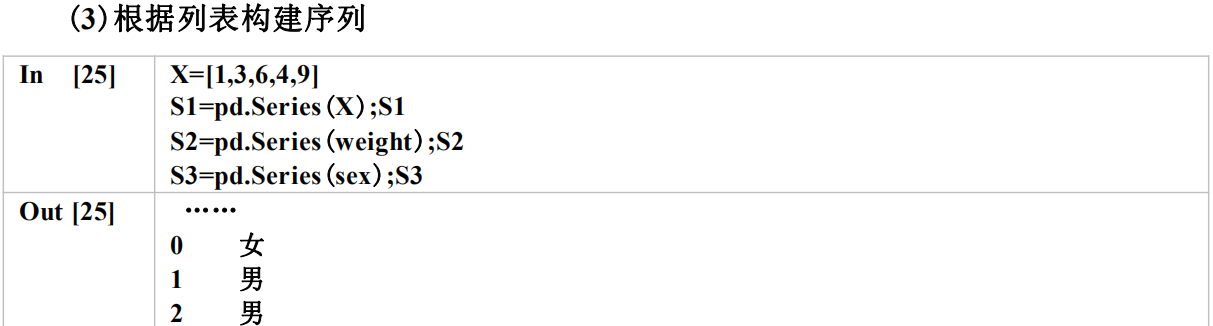 (3)根据列表构建序列
In [25] X=[1,3,6,4,9]
S1=pd.Series(X);S1
S2=pd.Series(weight);S2
S3=pd.Series(sex);S3
Out [25] ……
0 女
1 男
2 男